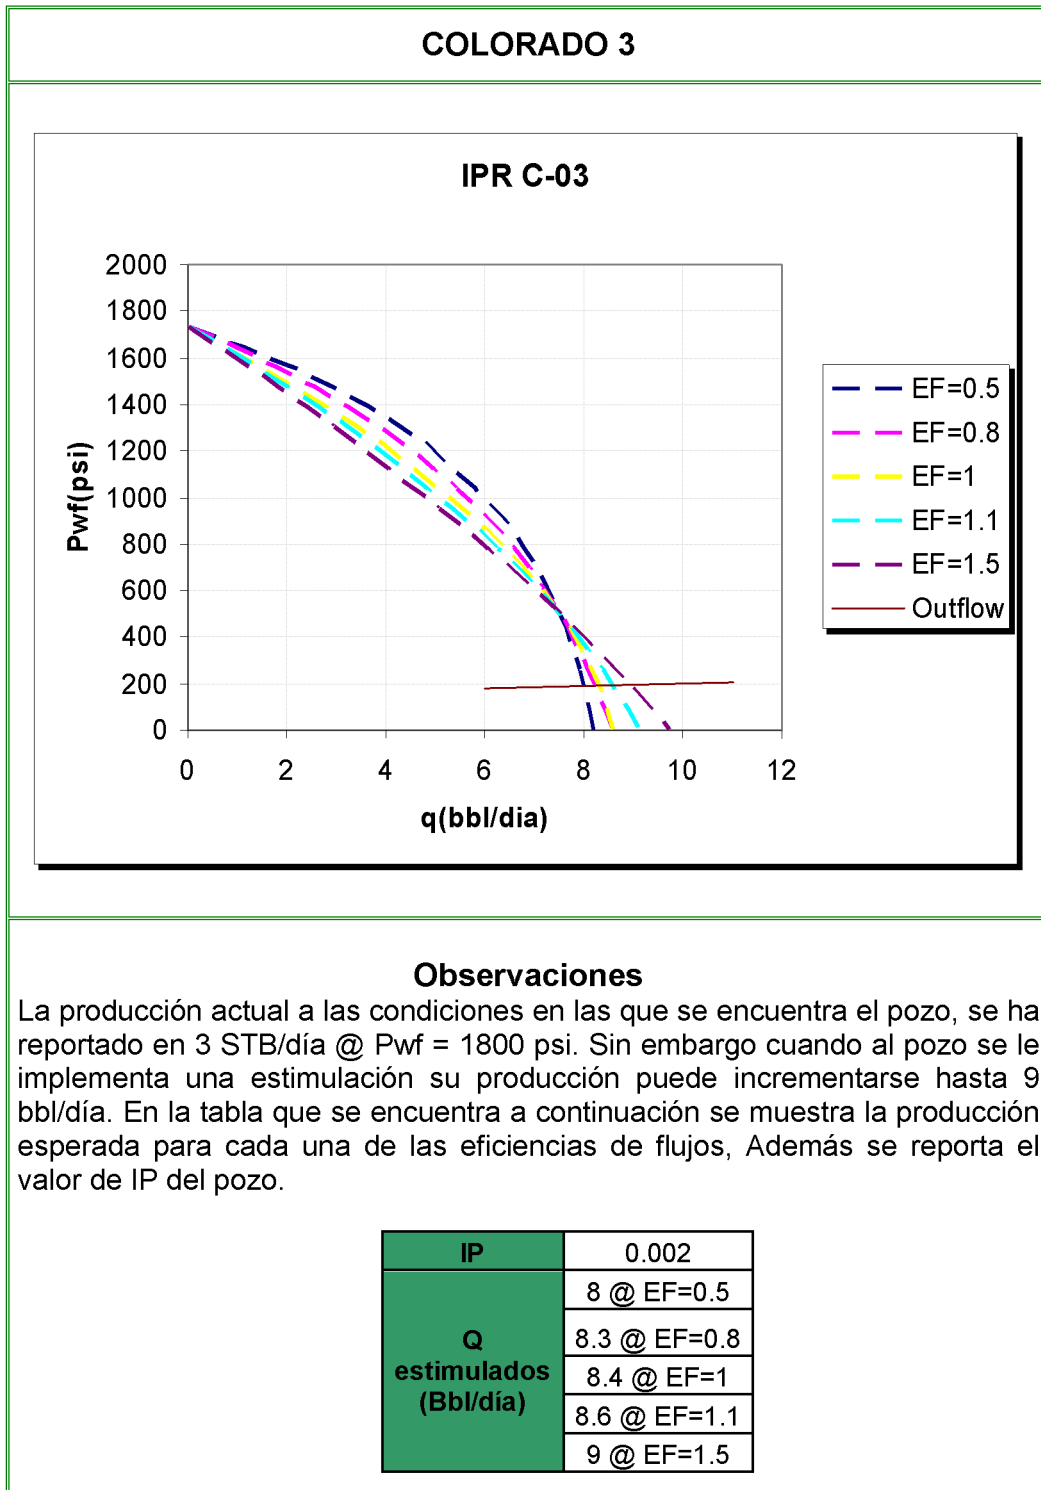 COLORADO 3
IPR C-03
2000
1800
1600
1400
1200
1000
800
600
400
200
0
Pwf(psi)
0 2 4 6 8 10 12
q(bbl/dia)
EF=0.5
EF=0.8
EF=1
EF=1.1
EF=1.5
Outflow
Observaciones
La producción actual a las condiciones en las que se encuentra el pozo, se ha
reportado en 3 STB/día @ Pwf = 1800 psi. Sin embargo cuando al pozo se le
implementa una estimulación su producción puede incrementarse hasta 9
bbl/día. En la tabla que se encuentra a continuación se muestra la producción
esperada para cada una de las eficiencias de flujos, Además se reporta el
valor de IP del pozo.
IP 0.002
Q
estimulados
(Bbl/día)
8 @ EF=0.5
8.3 @ EF=0.8
8.4 @ EF=1
8.6 @ EF=1.1
9 @ EF=1.5